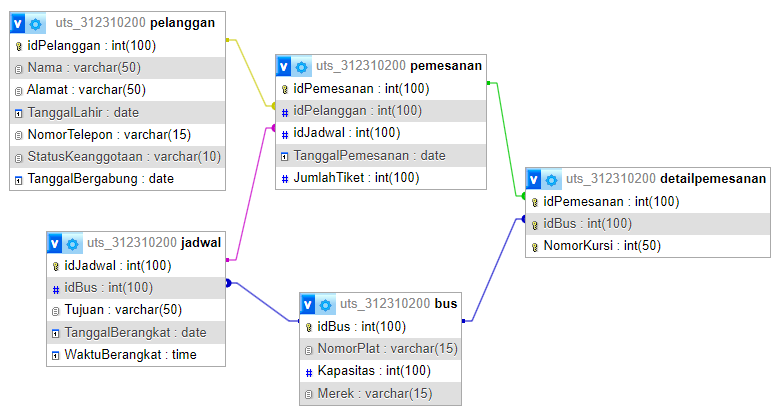 uts_312310200 pelanggan
idPelanggan : int(100)
Nama : varchar(50)
Alamat : varchar(50)
TanggalLahir : date
NomorTelepon : varchar(15)
StatusKeanggotaan : varchar(10)
TanggalBergabung : date
uts_312310200 pemesanan
idPemesanan : int(100)
idPelanggan : int(100)
idJadwal : int(100)
TanggalPemesanan : date
JumlahTiket : int(100)
uts_312310200 detailpemesanan
idPemesanan : int(100)
idBus : int(100)
NomorKursi : int(50)
uts_312310200 jadwal
idJadwal : int(100)
idBus : int(100)
Tujuan : varchar(50)
TanggalBerangkat : date
WaktuBerangkat : time
uts_312310200 bus
idBus : int(100)
NomorPlat : varchar(15)
Kapasitas : int(100)
Merek : varchar(15)